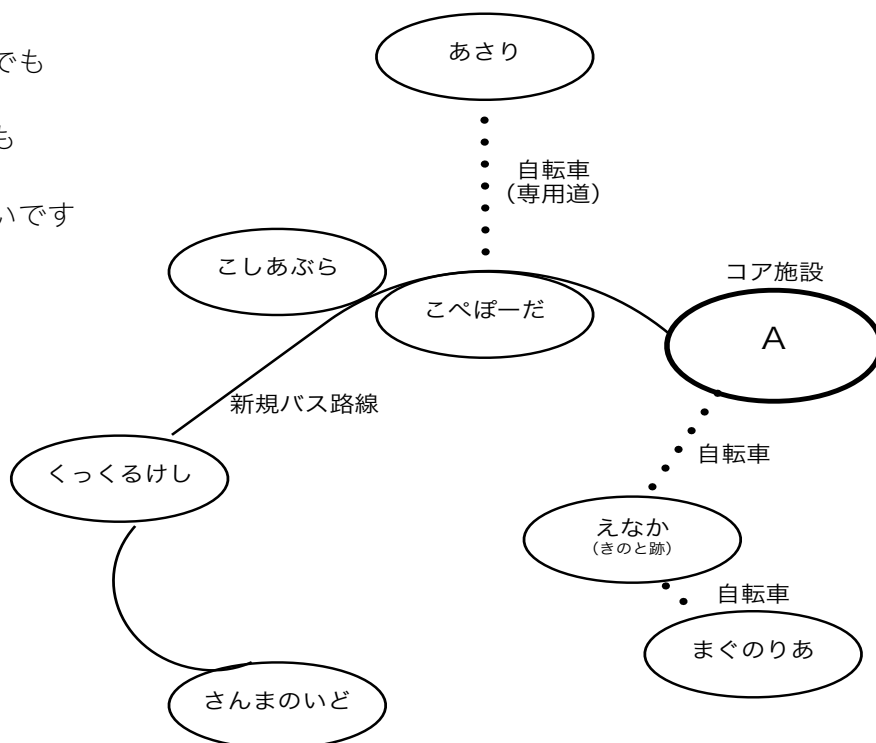 でも
も
いです
あさり
自転車
(専用道)
こしあぶら
こぺぽーだ
コア施設
A
新規バス路線
くっくるけし
自転車
えなか
(きのと跡)
自転車
まぐのりあ
さんまのいど